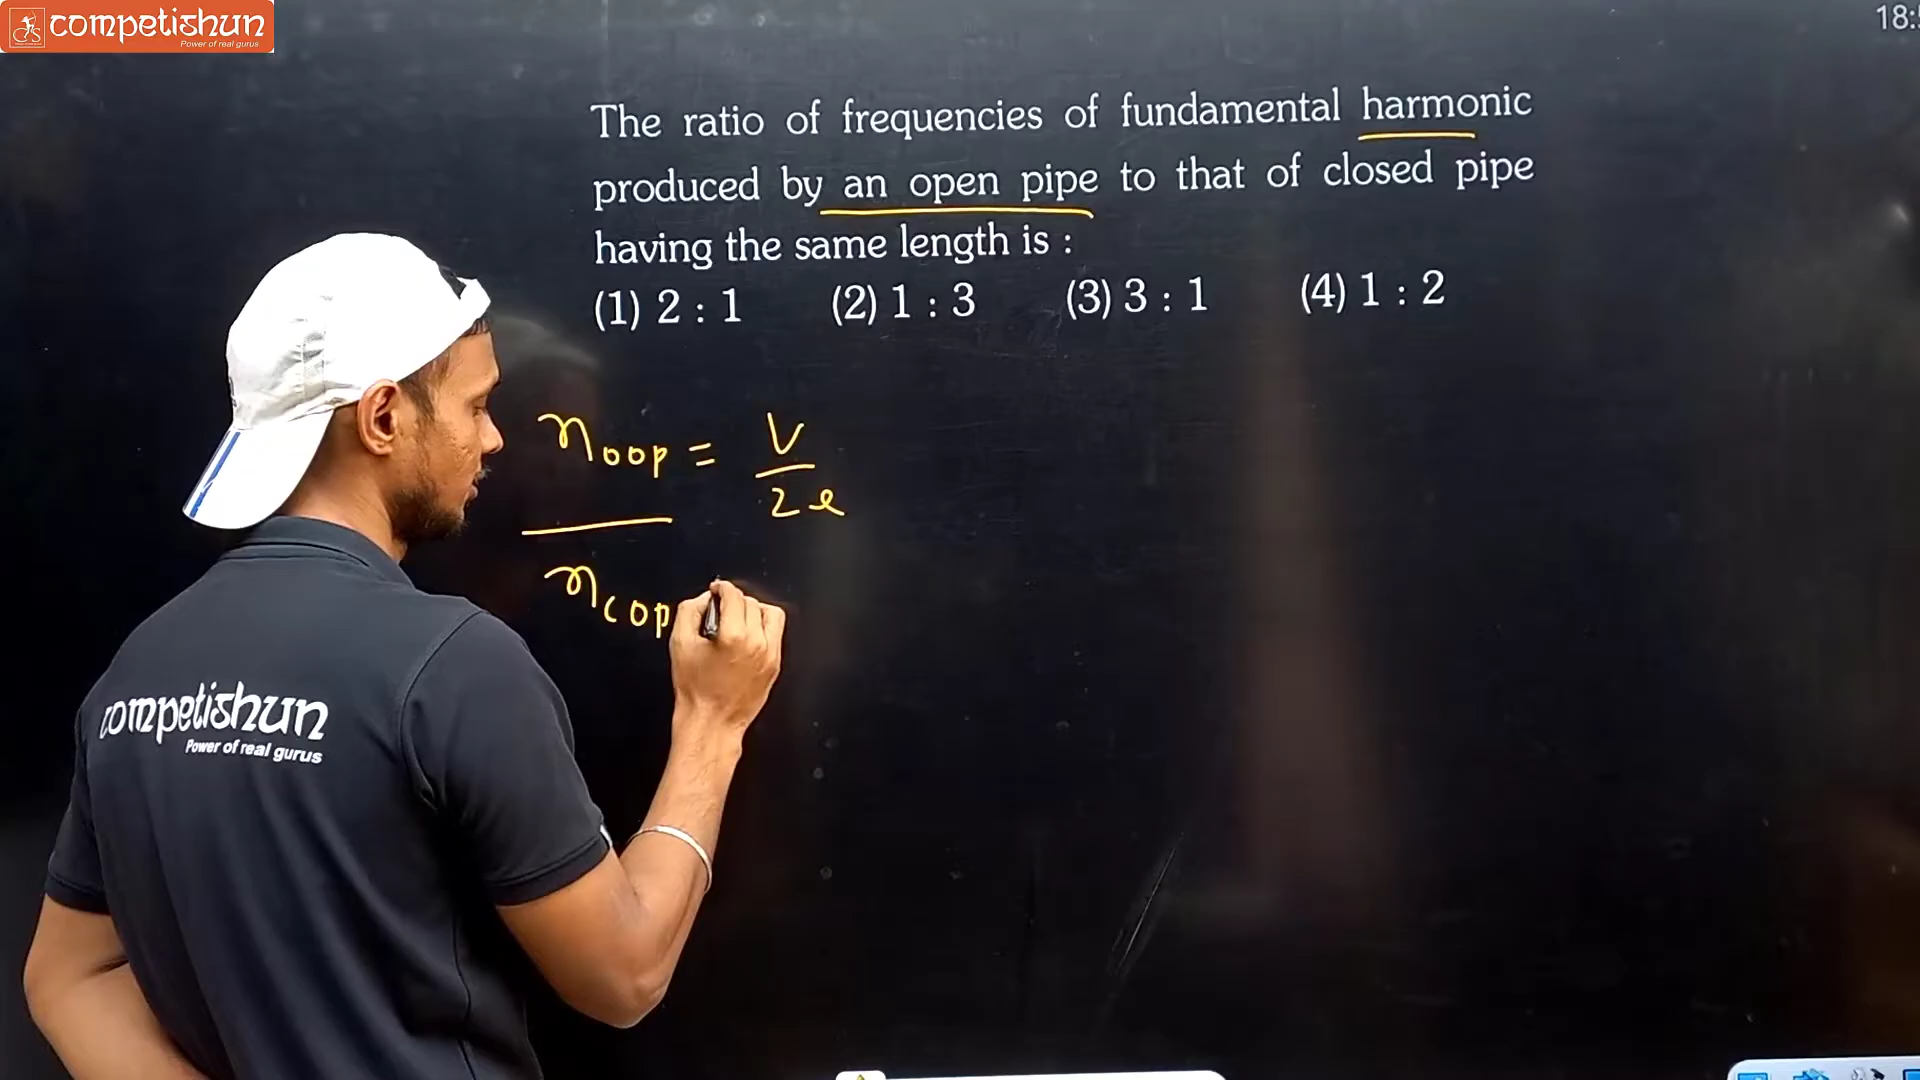 competishun
Power of real gurus
18:
The ratio of frequencies of fundamental harmonic
produced by an open pipe to that of closed pipe
having the same length is :
(1) 2 : 1 (2) 1 : 3 (3) 3 : 1 (4) 1 : 2
noop = V
2l
ncop
competishun
Power of real gurus